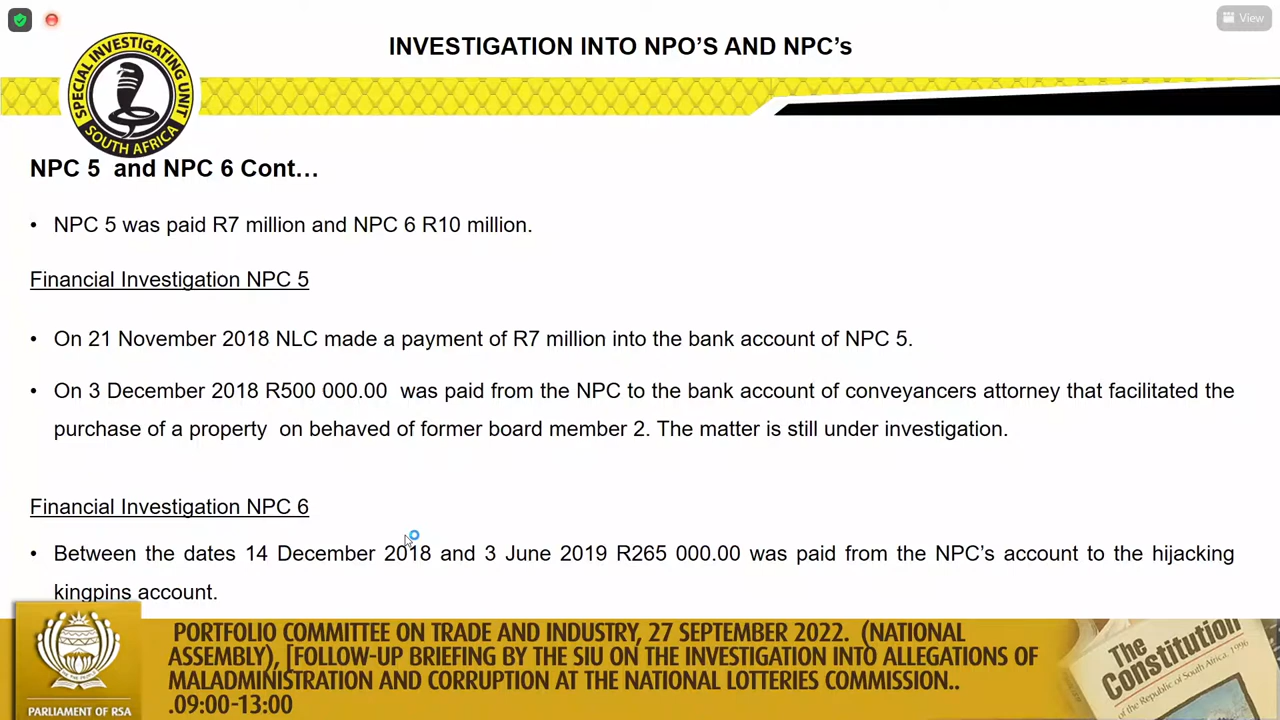 View
INVESTIGATION INTO NPO'S AND NPC's
SPECIAL INVESTIGATING UNIT
SOUTH AFRICA
NPC 5 and NPC 6 Cont…
• NPC 5 was paid R7 million and NPC 6 R10 million.
Financial Investigation NPC 5
• On 21 November 2018 NLC made a payment of R7 million into the bank account of NPC 5.
• On 3 December 2018 R500 000.00 was paid from the NPC to the bank account of conveyancers attorney that facilitated the
purchase of a property on behaved of former board member 2. The matter is still under investigation.
Financial Investigation NPC 6
• Between the dates 14 December 2018 and 3 June 2019 R265 000.00 was paid from the NPC's account to the hijacking
kingpins account.
PORTFOLIO COMMITTEE ON TRADE AND INDUSTRY, 27 SEPTEMBER 2022. (NATIONAL
ASSEMBLY), [FOLLOW-UP BRIEFING BY THE SIU ON THE INVESTIGATION INTO ALLEGATIONS OF
MALADMINISTRATION AND CORRUPTION AT THE NATIONAL LOTTERIES COMMISSION..
.09:00-13:00
PARLIAMENT OF RSA
The
Constitution
of the Republic of South Africa, 1996